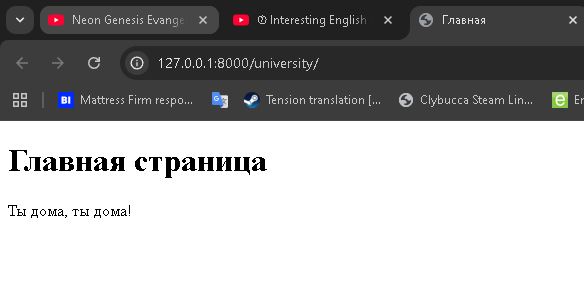 Neon Genesis Evange
Interesting English
Главная
127.0.0.1:8000/university/
Mattress Firm respo...
Tension translation [...
Clybucca Steam Lin...
Главная страница
Ты дома, ты дома!